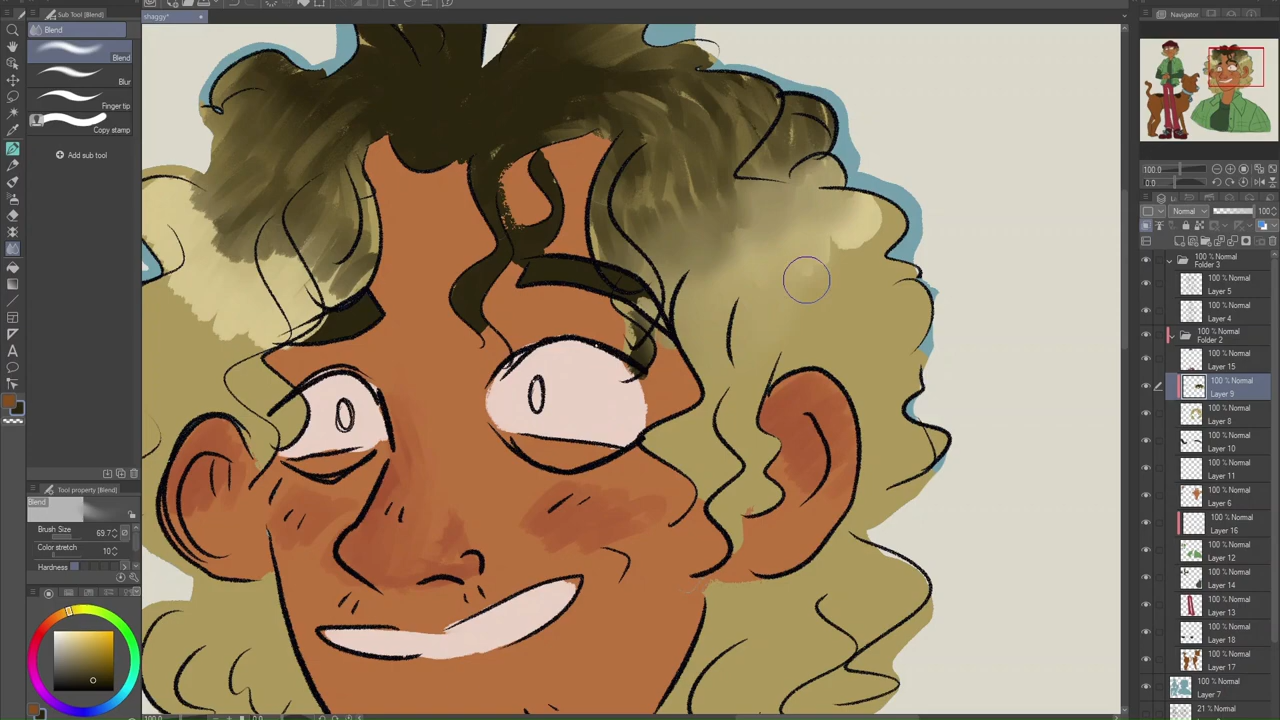 Sub Tool [Blend]
shaggy*
Navigator
Blend
Blend
Blur
Finger tip
Copy stamp
Add sub tool
100.0
0.0
Normal
100
100 % Normal
Folder 3
100 % Normal
Layer 5
100 % Normal
Layer 4
100 % Normal
Folder 2
100 % Normal
Layer 15
100 % Normal
Layer 9
100 % Normal
Layer 8
100 % Normal
Layer 10
100 % Normal
Layer 11
100 % Normal
Layer 6
100 % Normal
Layer 16
100 % Normal
Layer 12
100 % Normal
Layer 14
100 % Normal
Layer 13
100 % Normal
Layer 18
100 % Normal
Layer 17
100 % Normal
Layer 7
21 % Normal
Tool property [Blend]
Blend
Brush Size
69.7
Color stretch
10
Hardness
100.0
0.0